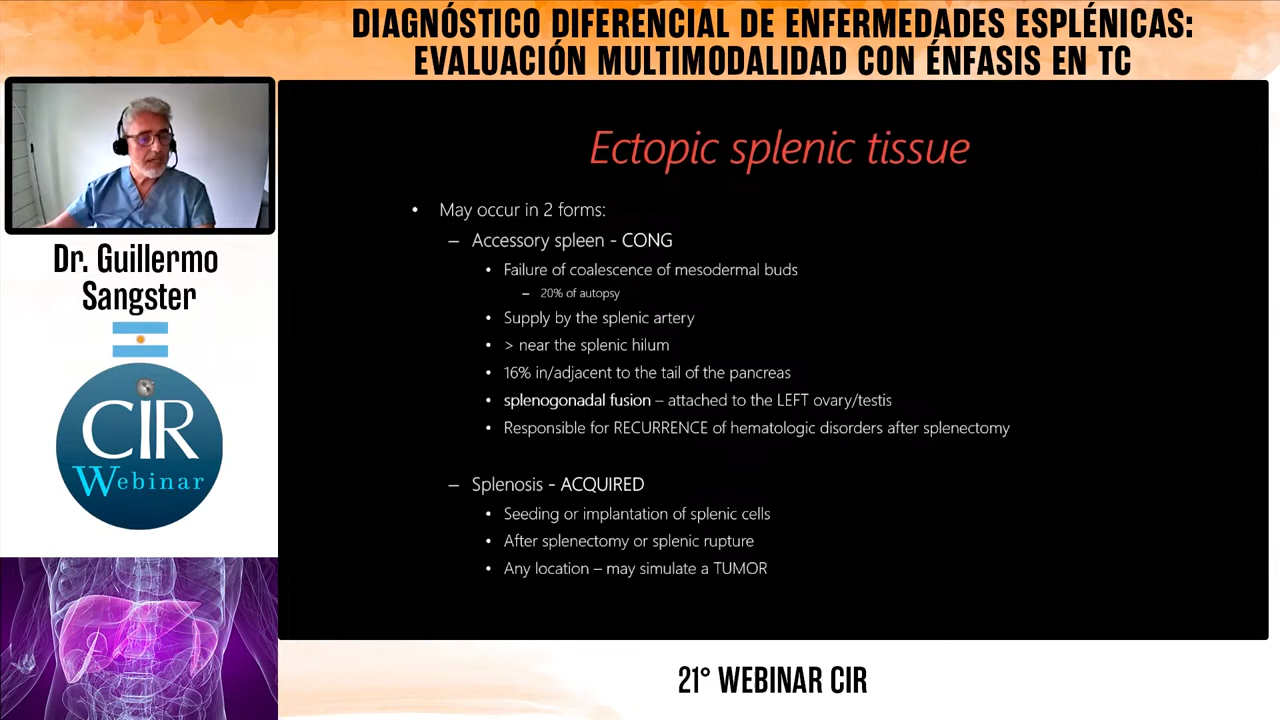 DIAGNÓSTICO DIFERENCIAL DE ENFERMEDADES ESPLÉNICAS:
EVALUACIÓN MULTIMODALIDAD CON ÉNFASIS EN TC
Dr. Guillermo
Sangster
CIR
Webinar
Ectopic splenic tissue
• May occur in 2 forms:
– Accessory spleen - CONG
• Failure of coalescence of mesodermal buds
– 20% of autopsy
• Supply by the splenic artery
• > near the splenic hilum
• 16% in/adjacent to the tail of the pancreas
• splenogonadal fusion – attached to the LEFT ovary/testis
• Responsible for RECURRENCE of hematologic disorders after splenectomy
– Splenosis - ACQUIRED
• Seeding or implantation of splenic cells
• After splenectomy or splenic rupture
• Any location – may simulate a TUMOR
21° WEBINAR CIR